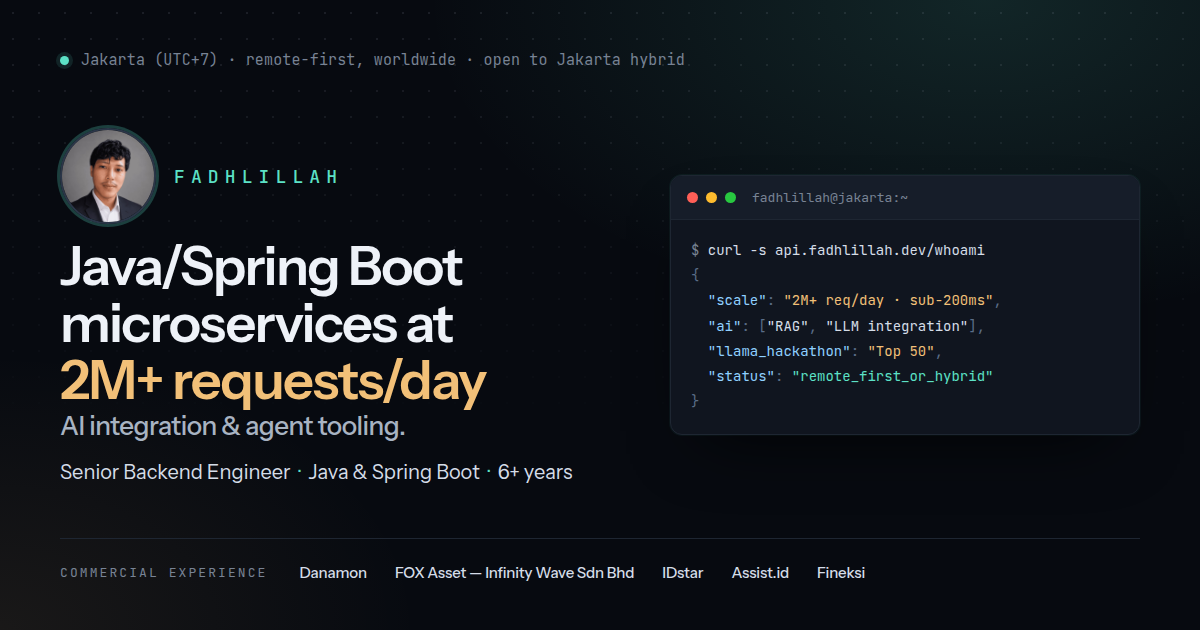 Jakarta (UTC+7) · remote-first, worldwide · open to Jakarta hybrid
FADHLILLAH
Java/Spring Boot
microservices at
2M+ requests/day
AI integration & agent tooling.
Senior Backend Engineer · Java & Spring Boot · 6+ years
fadhlillah@jakarta:~
$ curl -s api.fadhlillah.dev/whoami
{
"scale": "2M+ req/day · sub-200ms",
"ai": ["RAG", "LLM integration"],
"llama_hackathon": "Top 50",
"status": "remote_first_or_hybrid"
}
COMMERCIAL EXPERIENCE Danamon FOX Asset — Infinity Wave Sdn Bhd IDstar Assist.id Fineksi